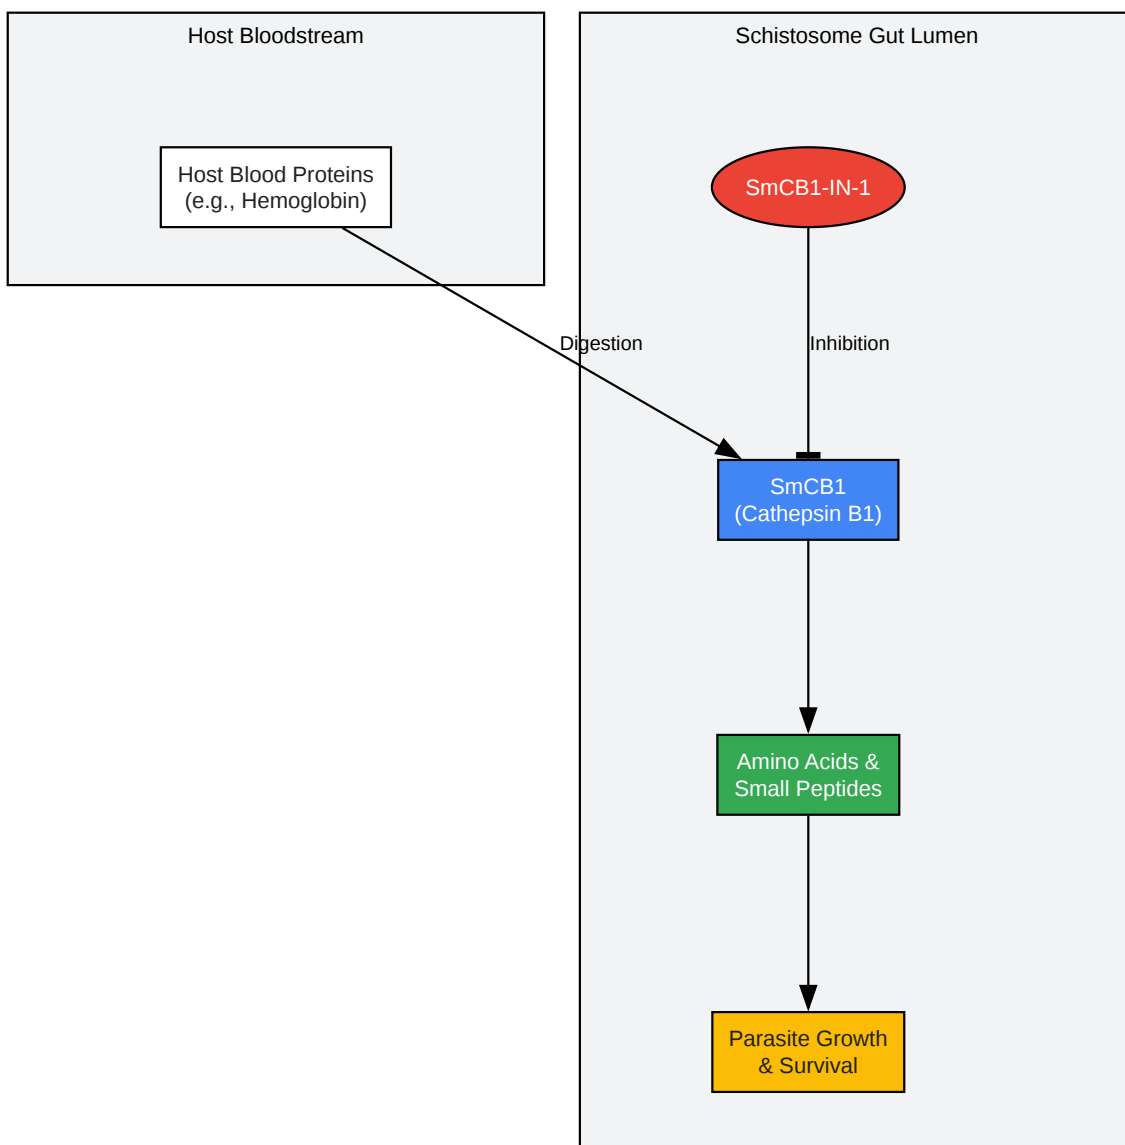 Host Bloodstream
Schistosome Gut Lumen
Host Blood Proteins
(e.g., Hemoglobin)
SmCB1-IN-1
Digestion
Inhibition
SmCB1
(Cathepsin B1)
Amino Acids &
Small Peptides
Parasite Growth
& Survival